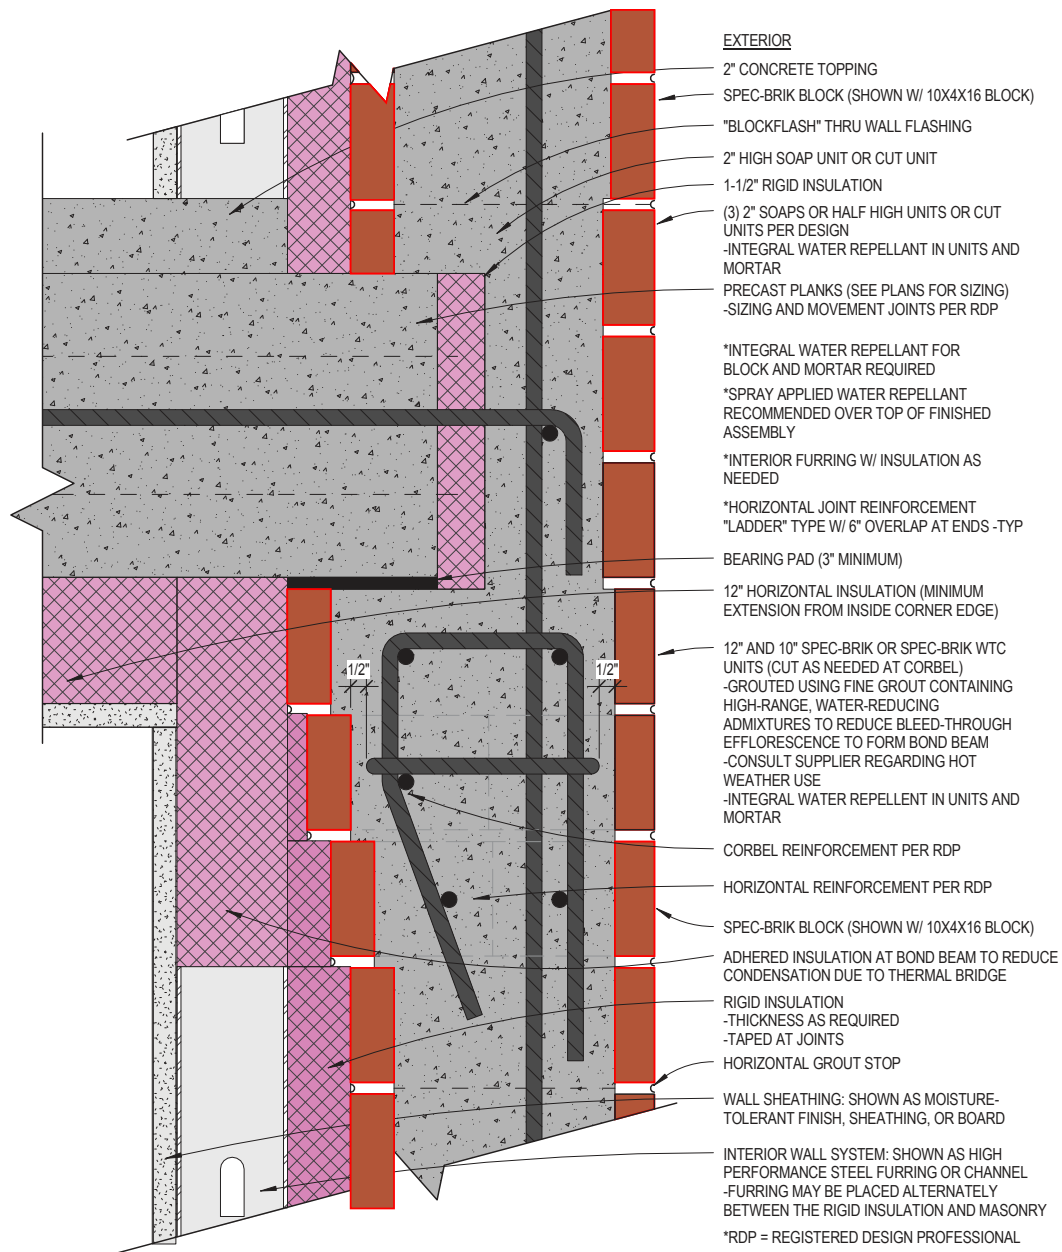 EXTERIOR
2" CONCRETE TOPPING
SPEC-BRIK BLOCK (SHOWN W/ 10X4X16 BLOCK)
"BLOCKFLASH" THRU WALL FLASHING
2" HIGH SOAP UNIT OR CUT UNIT
1-1/2" RIGID INSULATION
(3) 2" SOAPS OR HALF HIGH UNITS OR CUT
UNITS PER DESIGN
-INTEGRAL WATER REPELLANT IN UNITS AND
MORTAR
PRECAST PLANKS (SEE PLANS FOR SIZING)
-SIZING AND MOVEMENT JOINTS PER RDP
*INTEGRAL WATER REPELLANT FOR
BLOCK AND MORTAR REQUIRED
*SPRAY APPLIED WATER REPELLANT
RECOMMENDED OVER TOP OF FINISHED
ASSEMBLY
*INTERIOR FURRING W/ INSULATION AS
NEEDED
*HORIZONTAL JOINT REINFORCEMENT
"LADDER" TYPE W/ 6" OVERLAP AT ENDS -TYP
BEARING PAD (3" MINIMUM)
12" HORIZONTAL INSULATION (MINIMUM
EXTENSION FROM INSIDE CORNER EDGE)
12" AND 10" SPEC-BRIK OR SPEC-BRIK WTC
UNITS (CUT AS NEEDED AT CORBEL)
-GROUTED USING FINE GROUT CONTAINING
HIGH-RANGE, WATER-REDUCING
ADMIXTURES TO REDUCE BLEED-THROUGH
EFFLORESCENCE TO FORM BOND BEAM
-CONSULT SUPPLIER REGARDING HOT
WEATHER USE
-INTEGRAL WATER REPELLENT IN UNITS AND
MORTAR
1/2"
1/2"
CORBEL REINFORCEMENT PER RDP
HORIZONTAL REINFORCEMENT PER RDP
SPEC-BRIK BLOCK (SHOWN W/ 10X4X16 BLOCK)
ADHERED INSULATION AT BOND BEAM TO REDUCE
CONDENSATION DUE TO THERMAL BRIDGE
RIGID INSULATION
-THICKNESS AS REQUIRED
-TAPED AT JOINTS
HORIZONTAL GROUT STOP
WALL SHEATHING: SHOWN AS MOISTURE-
TOLERANT FINISH, SHEATHING, OR BOARD
INTERIOR WALL SYSTEM: SHOWN AS HIGH
PERFORMANCE STEEL FURRING OR CHANNEL
-FURRING MAY BE PLACED ALTERNATELY
BETWEEN THE RIGID INSULATION AND MASONRY
*RDP = REGISTERED DESIGN PROFESSIONAL